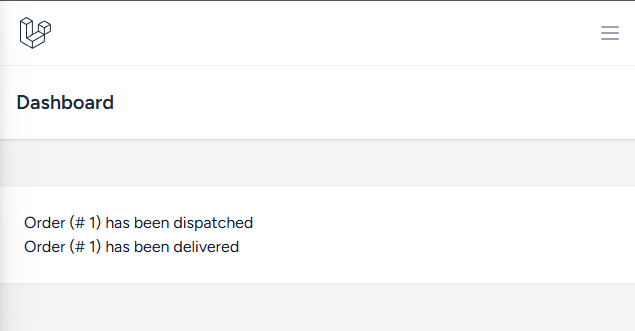 Dashboard
Order (# 1) has been dispatched
Order (# 1) has been delivered